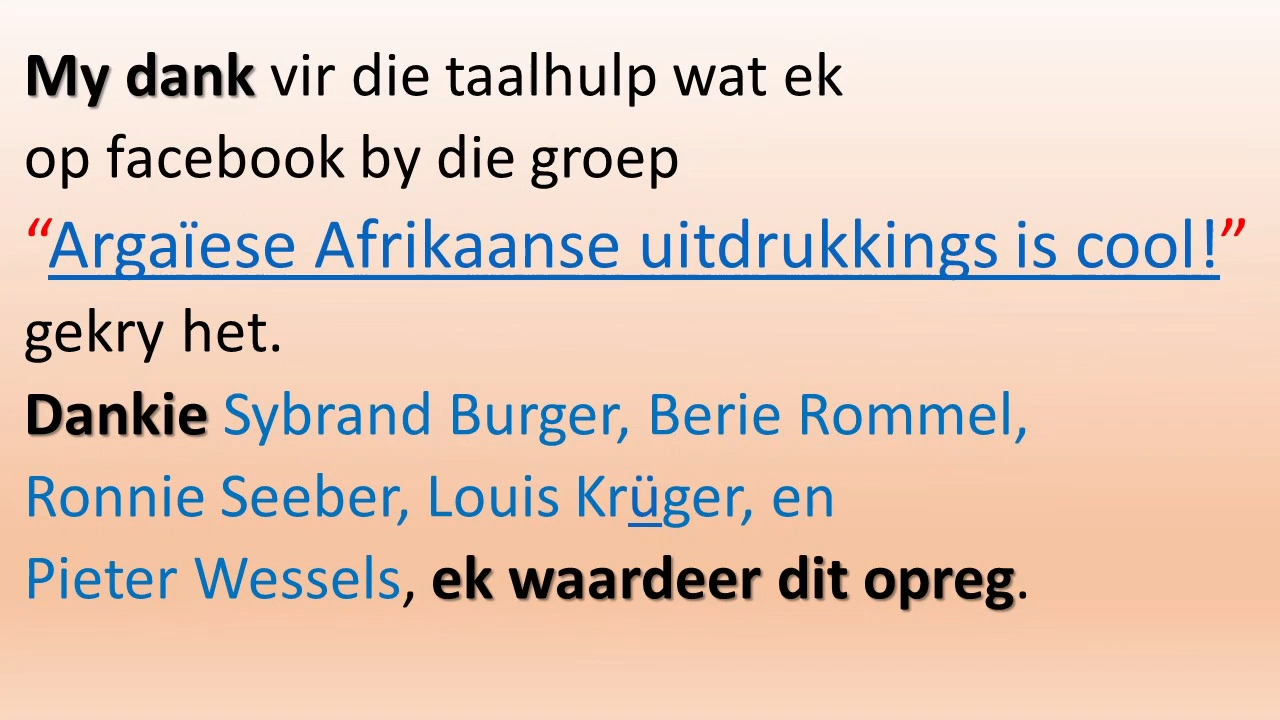 My dank vir die taalhulp wat ek
op facebook by die groep
“Argaïese Afrikaanse uitdrukkings is cool!”
gekry het.
Dankie Sybrand Burger, Berie Rommel,
Ronnie Seeber, Louis Krüger, en
Pieter Wessels, ek waardeer dit opreg.